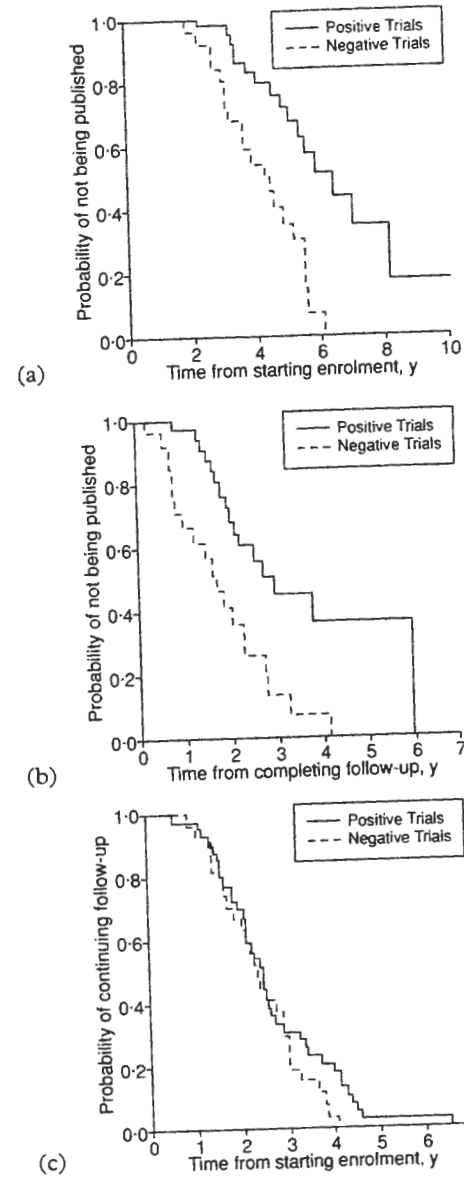 Positive Trials
Negative Trials
Probability of not being published
1·0
0·8
0·6
0·4
0·2
0·0
0 2 4 6 8 10
Time from starting enrolment, y
(a)
Positive Trials
Negative Trials
Probability of not being published
1·0
0·8
0·6
0·4
0·2
0·0
0 1 2 3 4 5 6 7
Time from completing follow-up, y
(b)
Positive Trials
Negative Trials
Probability of continuing follow-up
1·0
0·8
0·6
0·4
0·2
0·0
0 1 2 3 4 5 6
Time from starting enrolment, y
(c)